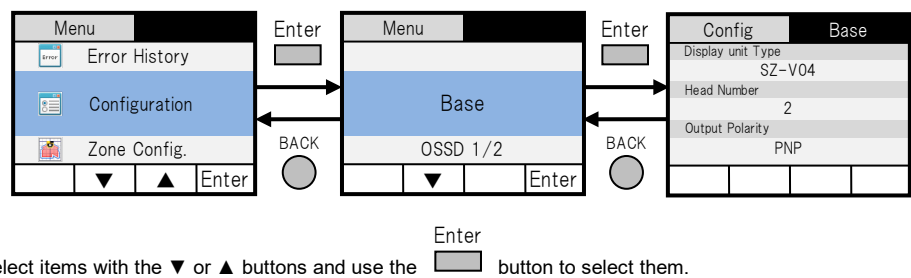 Menu
Error
Error History
Configuration
Zone Config.
▼ ▲ Enter
Enter
BACK
Menu
Base
OSSD 1/2
▼ Enter
Enter
BACK
Config Base
Display unit Type
SZ-V04
Head Number
2
Output Polarity
PNP
Enter
elect items with the ▼ or ▲ buttons and use the button to select them.